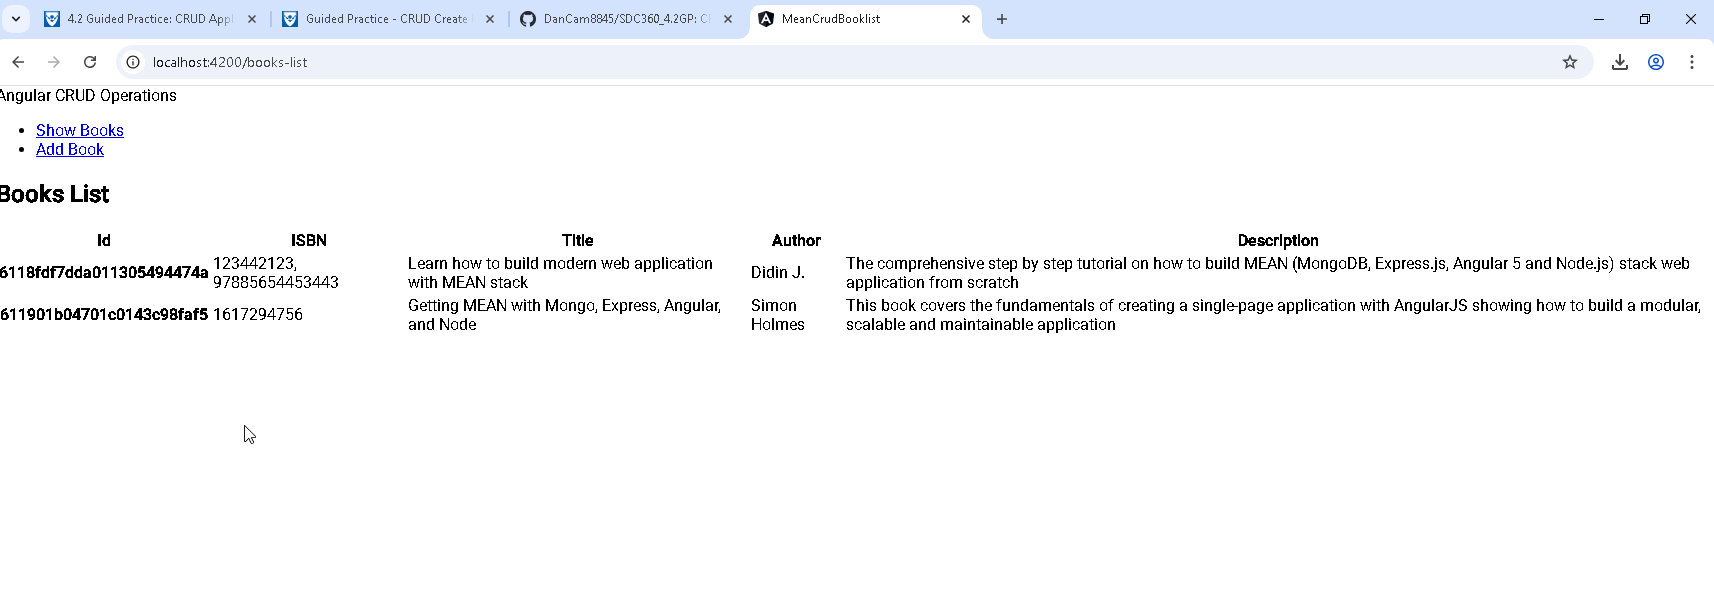 4.2 Guided Practice: CRUD Appl
Guided Practice - CRUD Create
DanCam8845/SDC360_4.2GP: C
MeanCrudBooklist
localhost:4200/books-list
Angular CRUD Operations
Show Books
Add Book
Books List
Id ISBN Title Author Description
6118fdf7dda011305494474a 123442123, 97885654453443 Learn how to build modern web application with MEAN stack Didin J. The comprehensive step by step tutorial on how to build MEAN (MongoDB, Express.js, Angular 5 and Node.js) stack web application from scratch
611901b04701c0143c98faf5 1617294756 Getting MEAN with Mongo, Express, Angular, and Node Simon Holmes This book covers the fundamentals of creating a single-page application with AngularJS showing how to build a modular, scalable and maintainable application